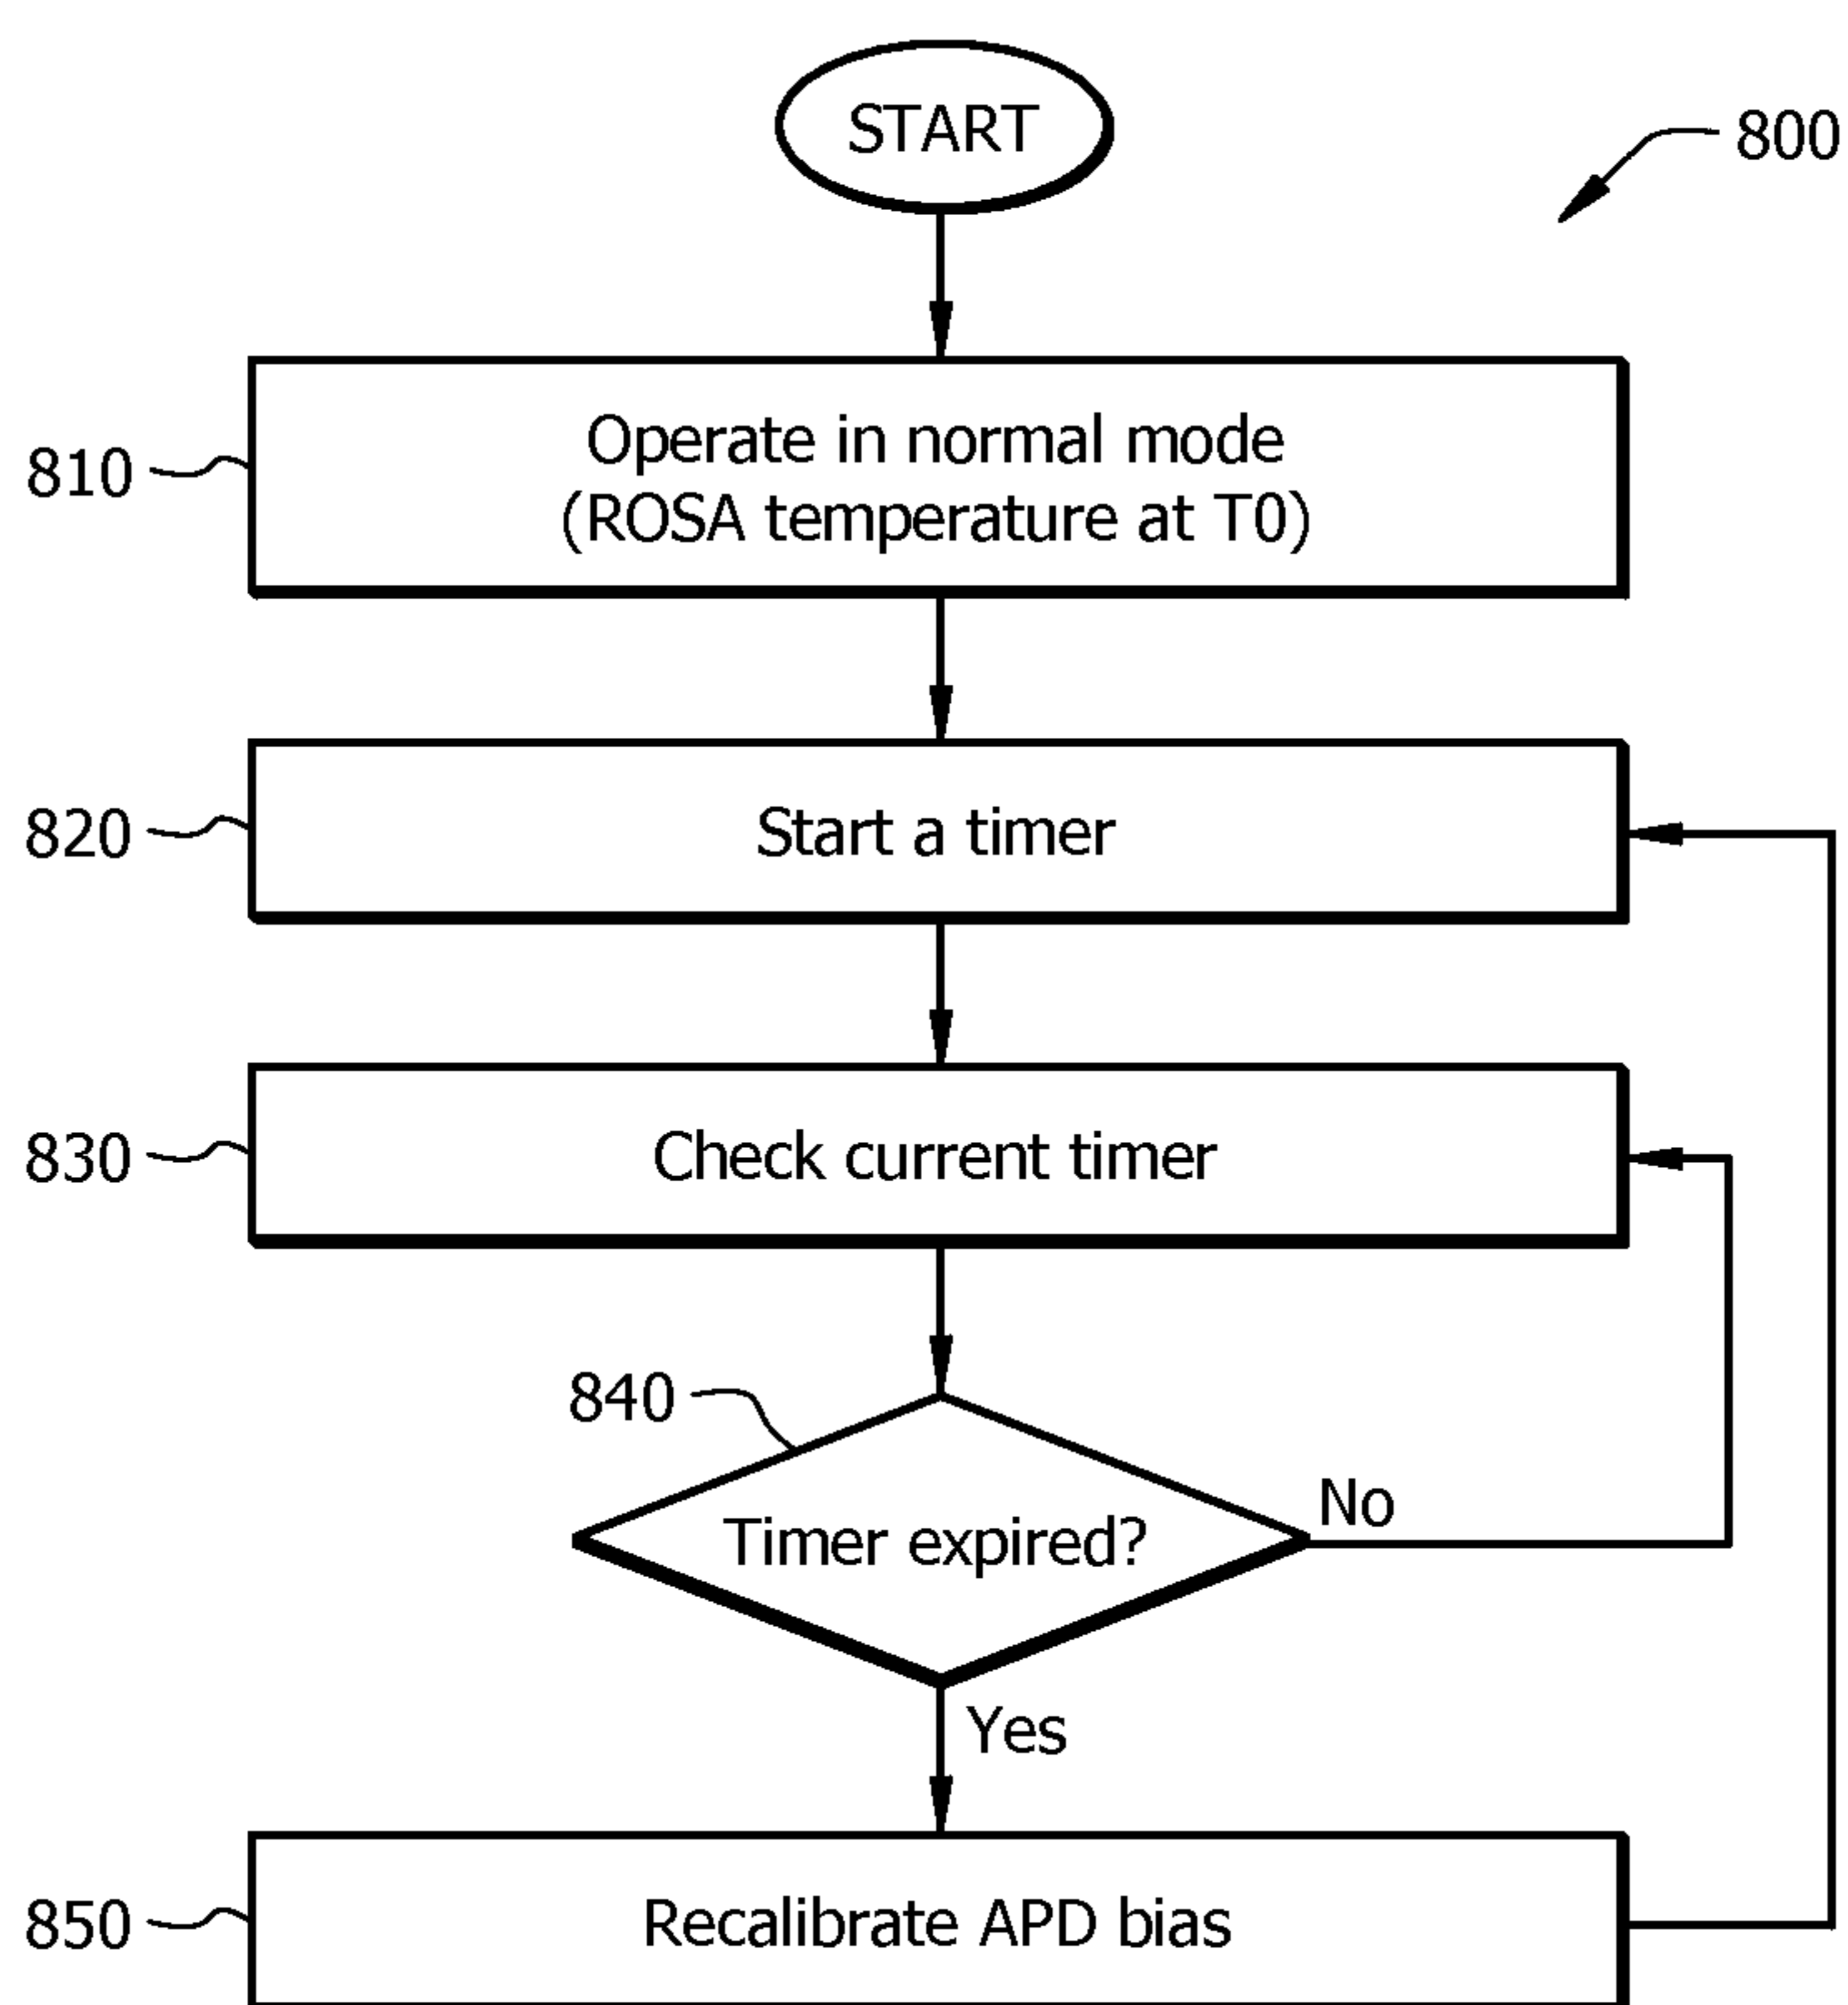 START
800
810
Operate in normal mode
(ROSA temperature at T0)
820
Start a timer
830
Check current timer
840
Timer expired?
No
Yes
850
Recalibrate APD bias